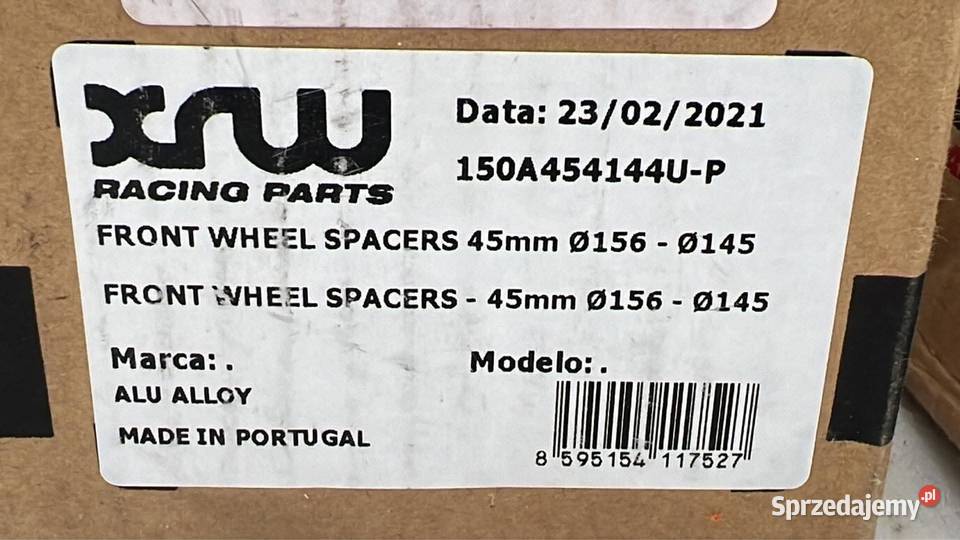 XRW
RACING PARTS
Data: 23/02/2021
150A454144U-P
FRONT WHEEL SPACERS 45mm Ø156 - Ø145
FRONT WHEEL SPACERS - 45mm Ø156 - Ø145
Marca: .
Modelo: .
ALU ALLOY
MADE IN PORTUGAL
8 595154 117527
Sprzedajemy.pl